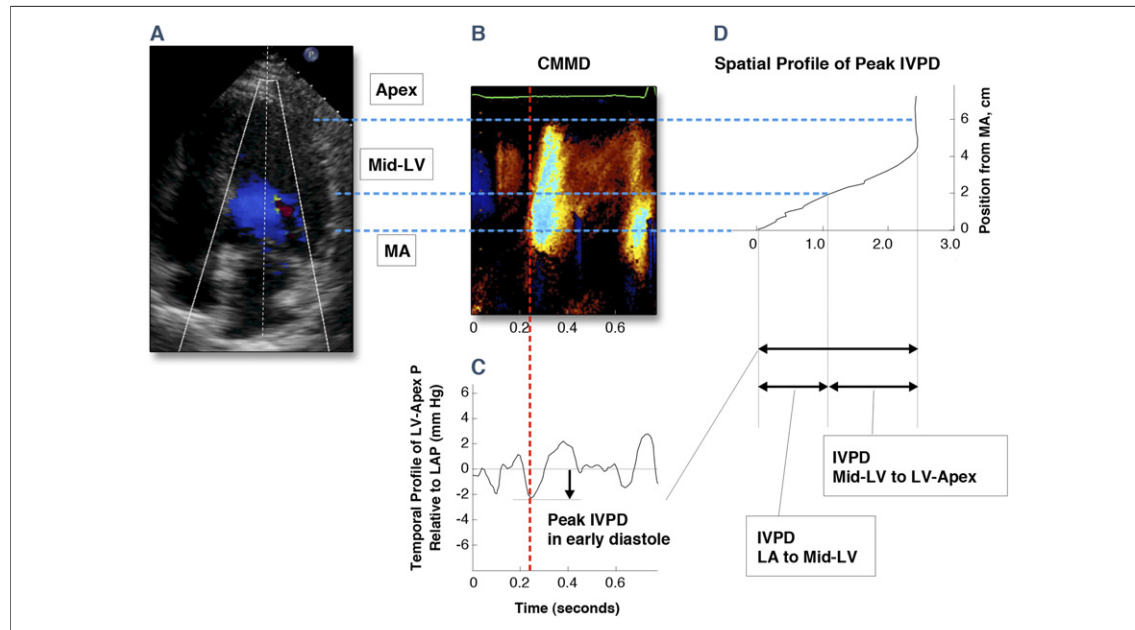 A
B
D
P
CMMD
Spatial Profile of Peak IVPD
Apex
Mid-LV
MA
6
4
2
0
Position from MA, cm
0
1.0
2.0
3.0
0
0.2
0.4
0.6
C
Temporal Profile of LV-Apex P
Relative to LAP (mm Hg)
6
4
2
0
-2
-4
-6
Peak IVPD
in early diastole
0
0.2
0.4
0.6
Time (seconds)
IVPD
Mid-LV to LV-Apex
IVPD
LA to Mid-LV